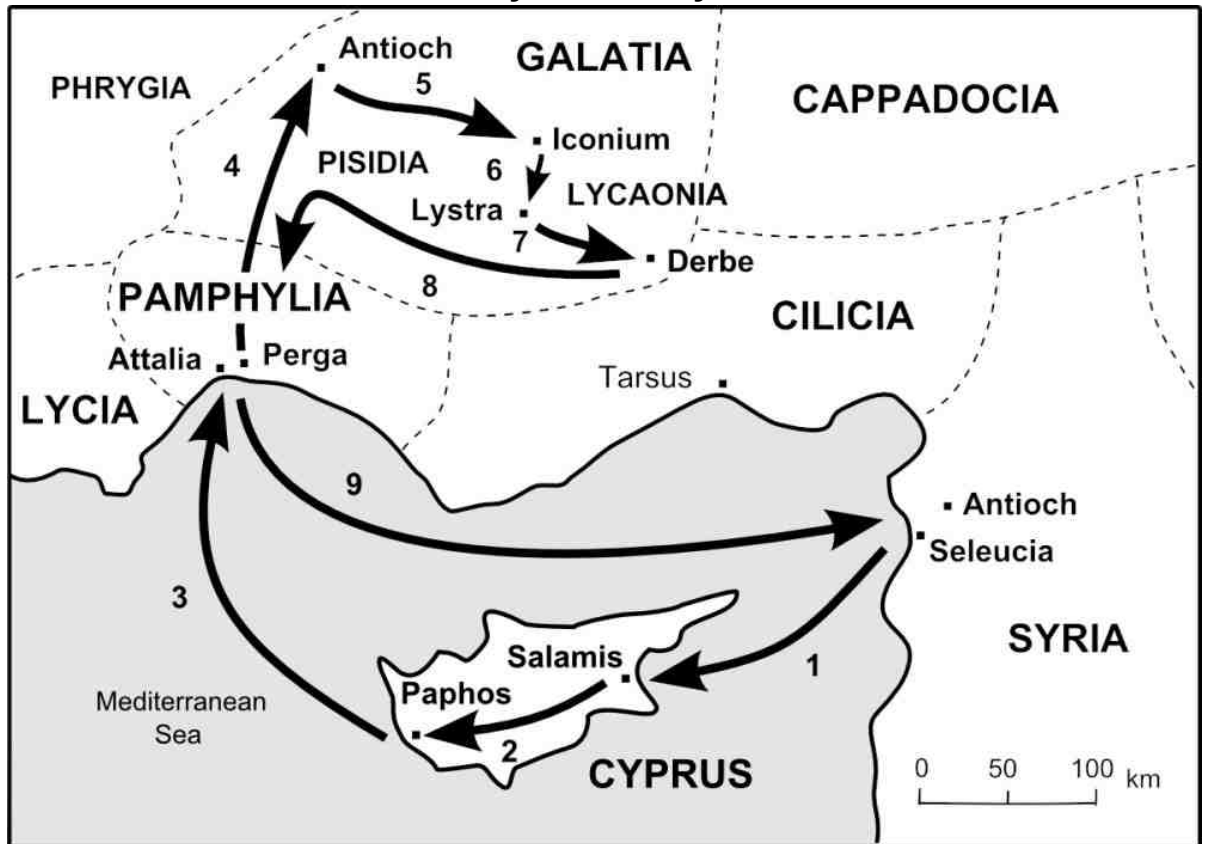 Antioch
GALATIA
PHRYGIA
5
CAPPADOCIA
Iconium
4
PISIDIA
6
LYCAONIA
Lystra
7
Derbe
8
PAMPHYLIA
CILICIA
Attalia
Perga
Tarsus
LYCIA
9
Antioch
Seleucia
3
SYRIA
Salamis
1
Paphos
Mediterranean
Sea
2
CYPRUS
0 50 100 km